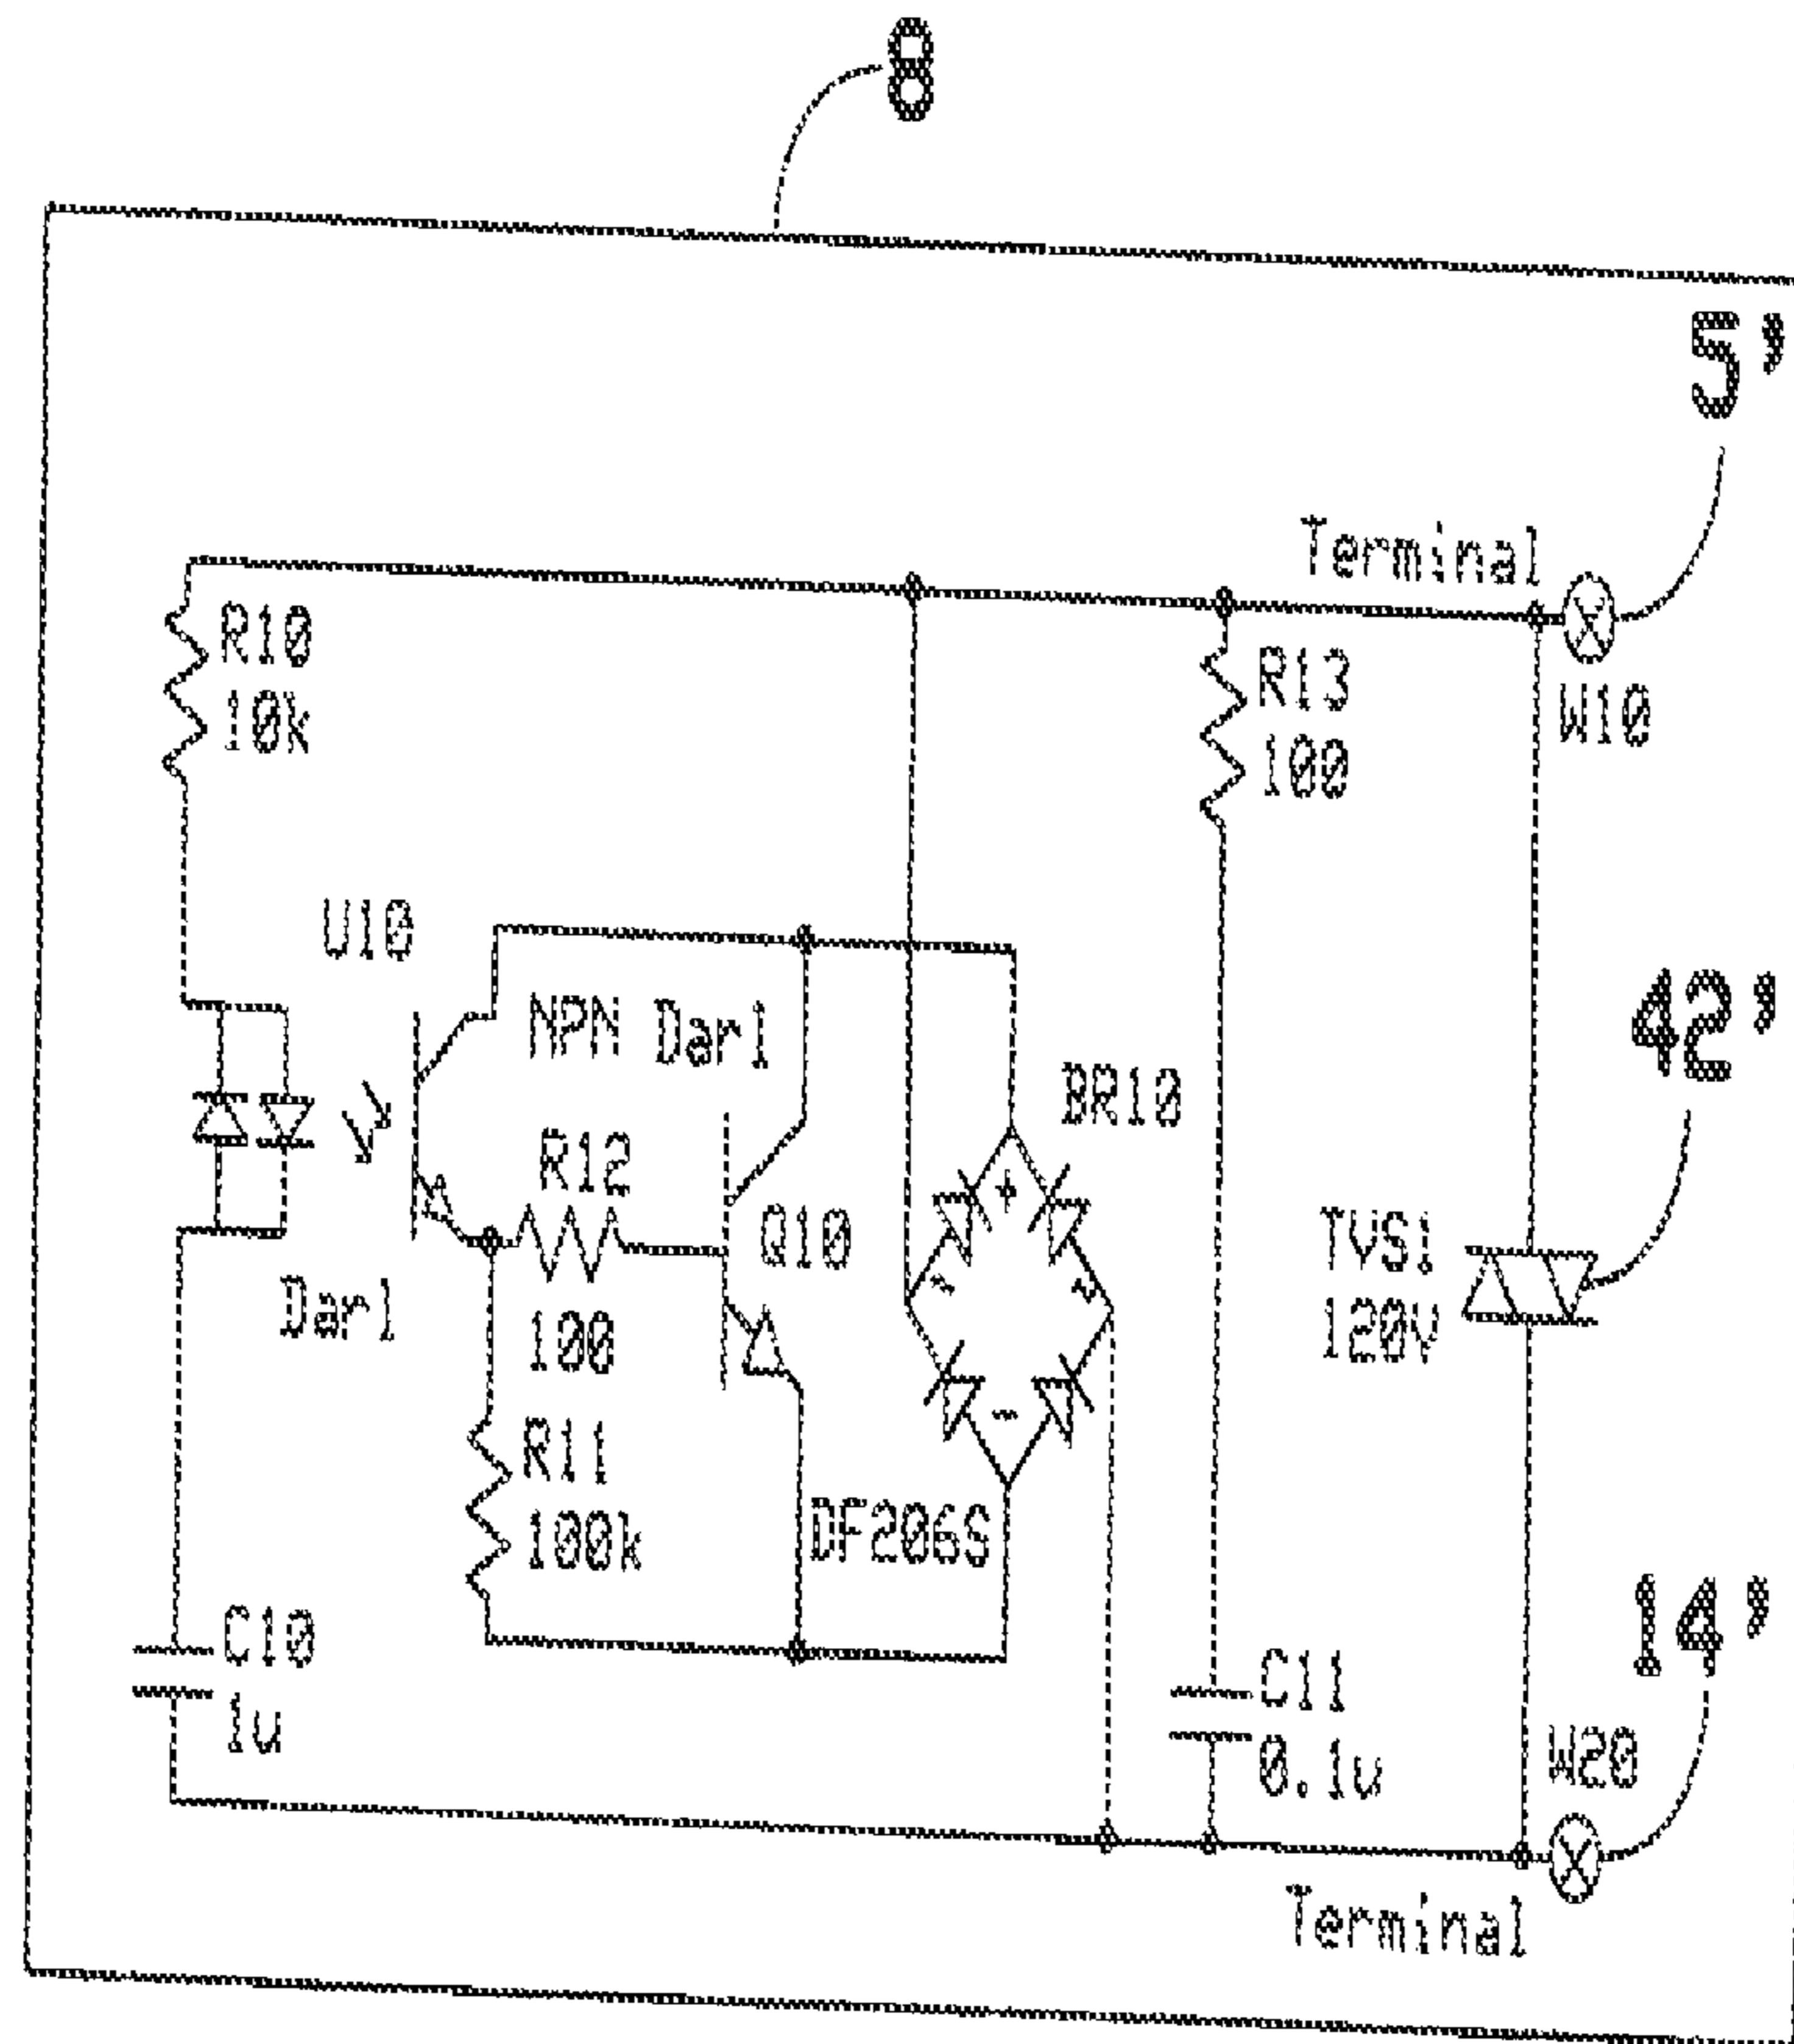 8
5'
Terminal
R10
10k
R13
100
W10
U10
NPN Darl
42'
BR10
R12
Q10
TVS1
120V
Darl
100
+
-
R11
100k
DF206S
14'
C10
1u
C11
0.1u
W20
Terminal